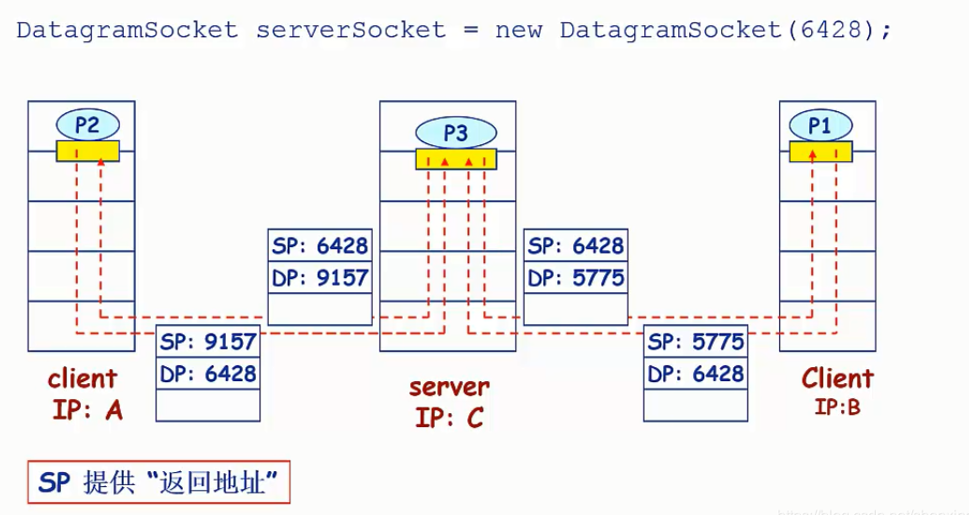 DatagramSocket serverSocket = new DatagramSocket(6428);
P2
P3
P1
SP: 6428
DP: 9157
SP: 6428
DP: 5775
SP: 9157
DP: 6428
SP: 5775
DP: 6428
client
IP: A
server
IP: C
Client
IP:B
SP 提供 “返回地址”